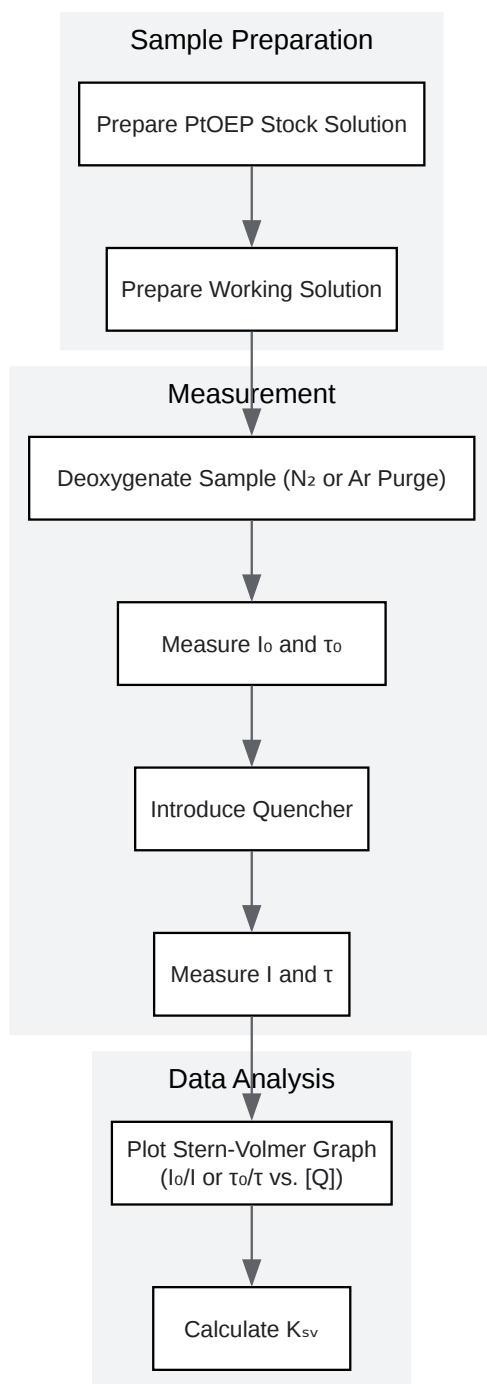 Sample Preparation
Prepare PtOEP Stock Solution
Prepare Working Solution
Measurement
Deoxygenate Sample (N₂ or Ar Purge)
Measure I₀ and τ₀
Introduce Quencher
Measure I and τ
Data Analysis
Plot Stern-Volmer Graph
(I₀/I or τ₀/τ vs. [Q])
Calculate Kₛᵥ